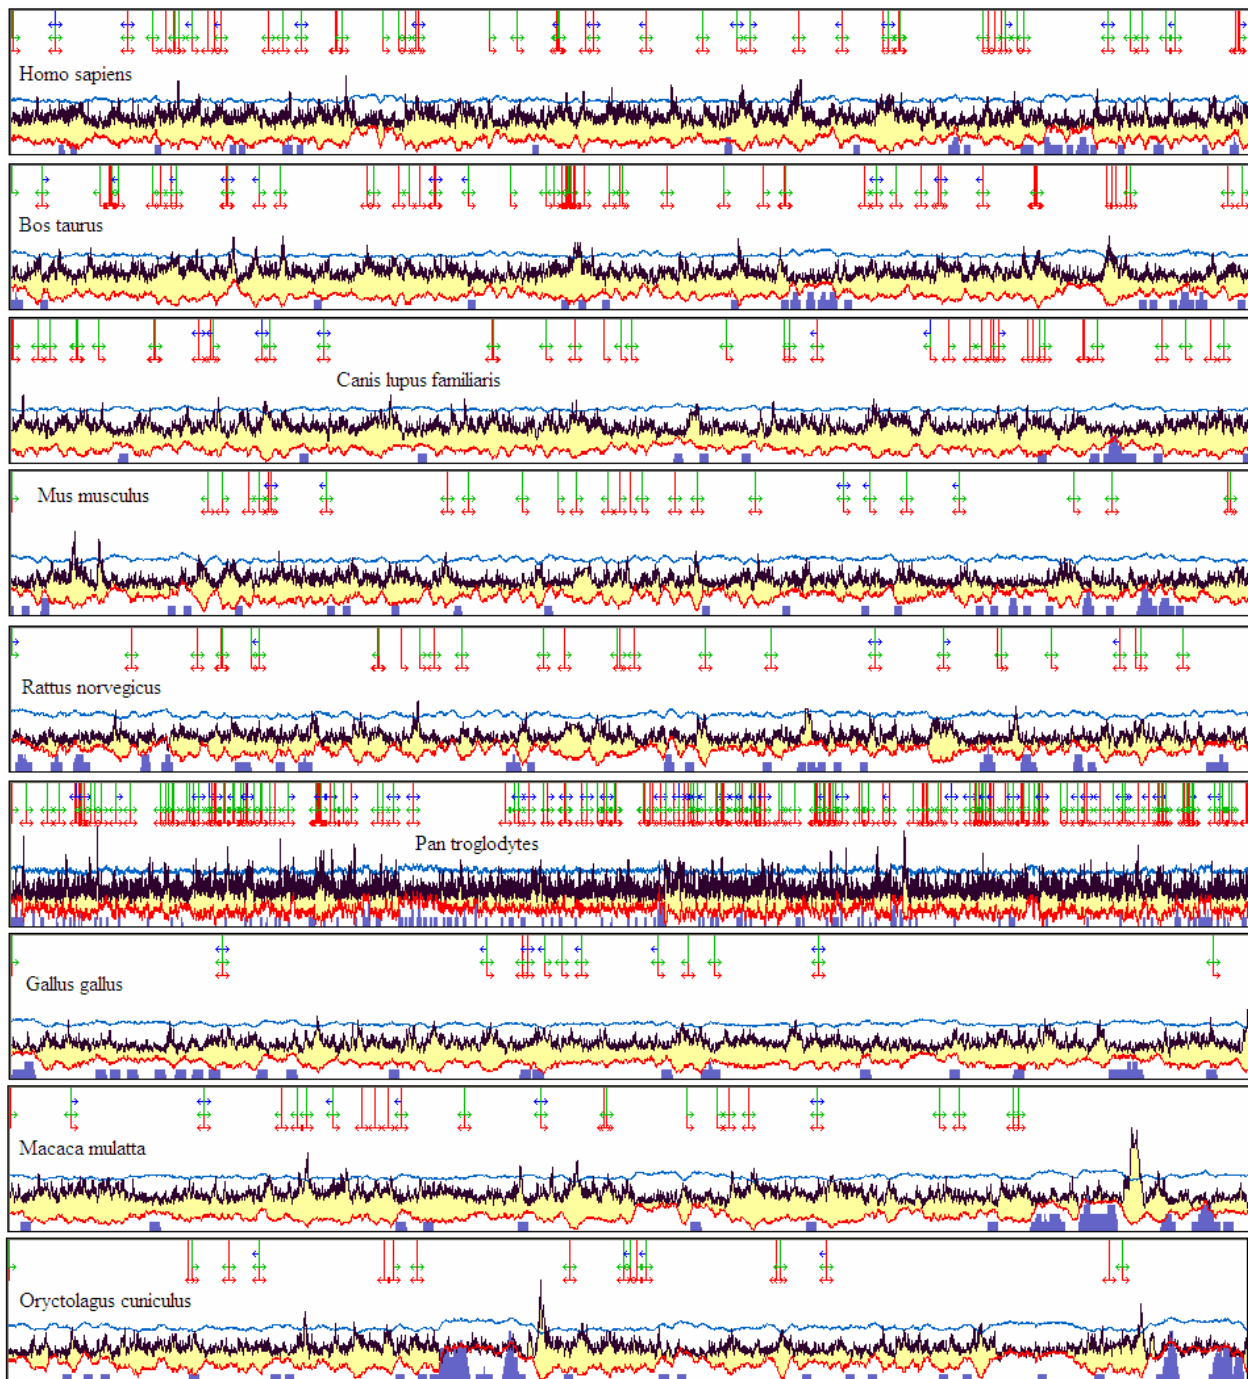 Homo sapiens
Bos taurus
Canis lupus familiaris
Mus musculus
Rattus norvegicus
Pan troglodytes
Gallus gallus
Macaca mulatta
Oryctolagus cuniculus